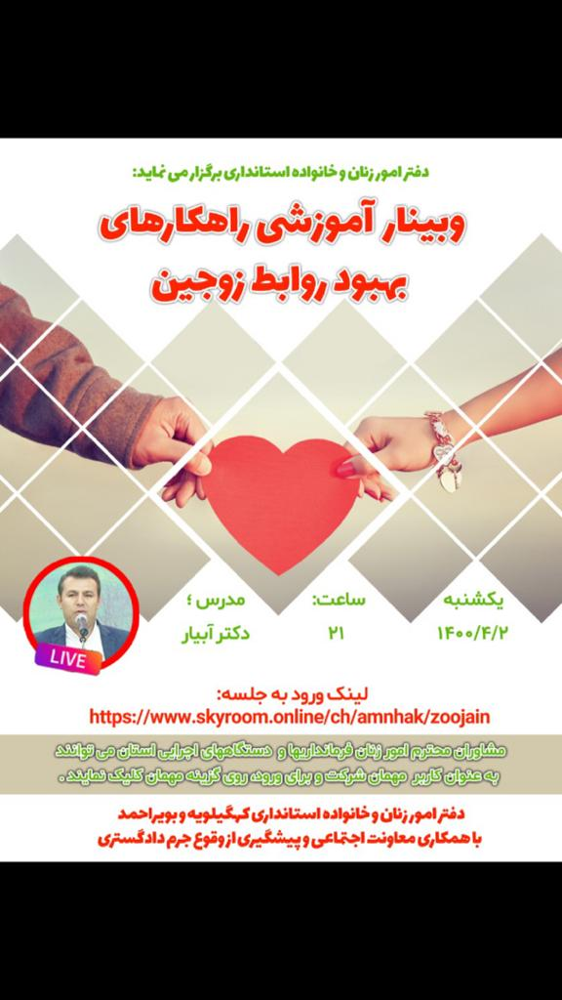 دفتر امور زنان و خانواده استانداری برگزار می نماید:
وبینار آموزشی راهکارهای
بهبود روابط زوجین
یکشنبه
۱۴۰۰/۴/۲
ساعت:
۲۱
مدرس ؛
دکتر آبیار
LIVE
لینک ورود به جلسه:
https://www.skyroom.online/ch/amnhak/zoojain
مشاوران محترم امور زنان فرمانداریها و دستگاههای اجرایی استان می توانند
به عنوان کاربر مهمان شرکت و برای ورود، روی گزینه مهمان کلیک نمایند .
دفتر امور زنان و خانواده استانداری کهگیلویه و بویراحمد
با همکاری معاونت اجتماعی و پیشگیری از وقوع جرم دادگستری